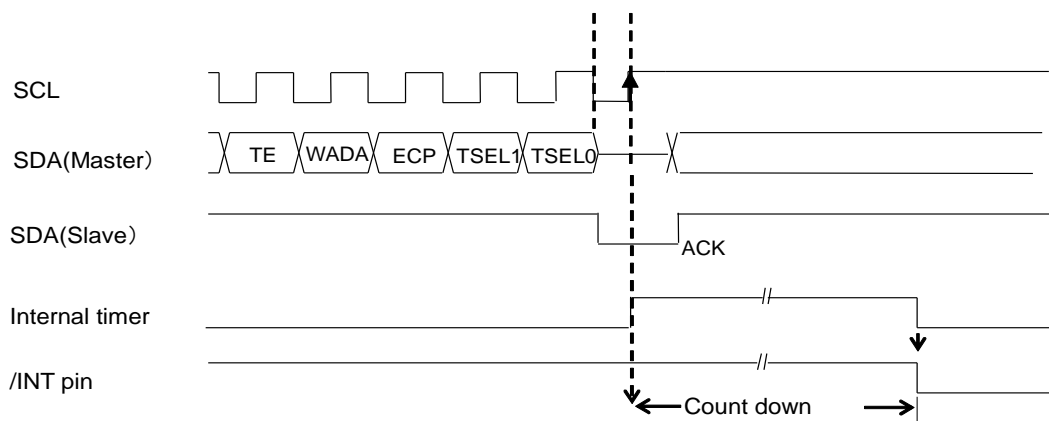 SCL
SDA(Master）
TE WADA ECP TSEL1 TSEL0
SDA(Slave）
ACK
Internal timer
//
/INT pin
//
Count down